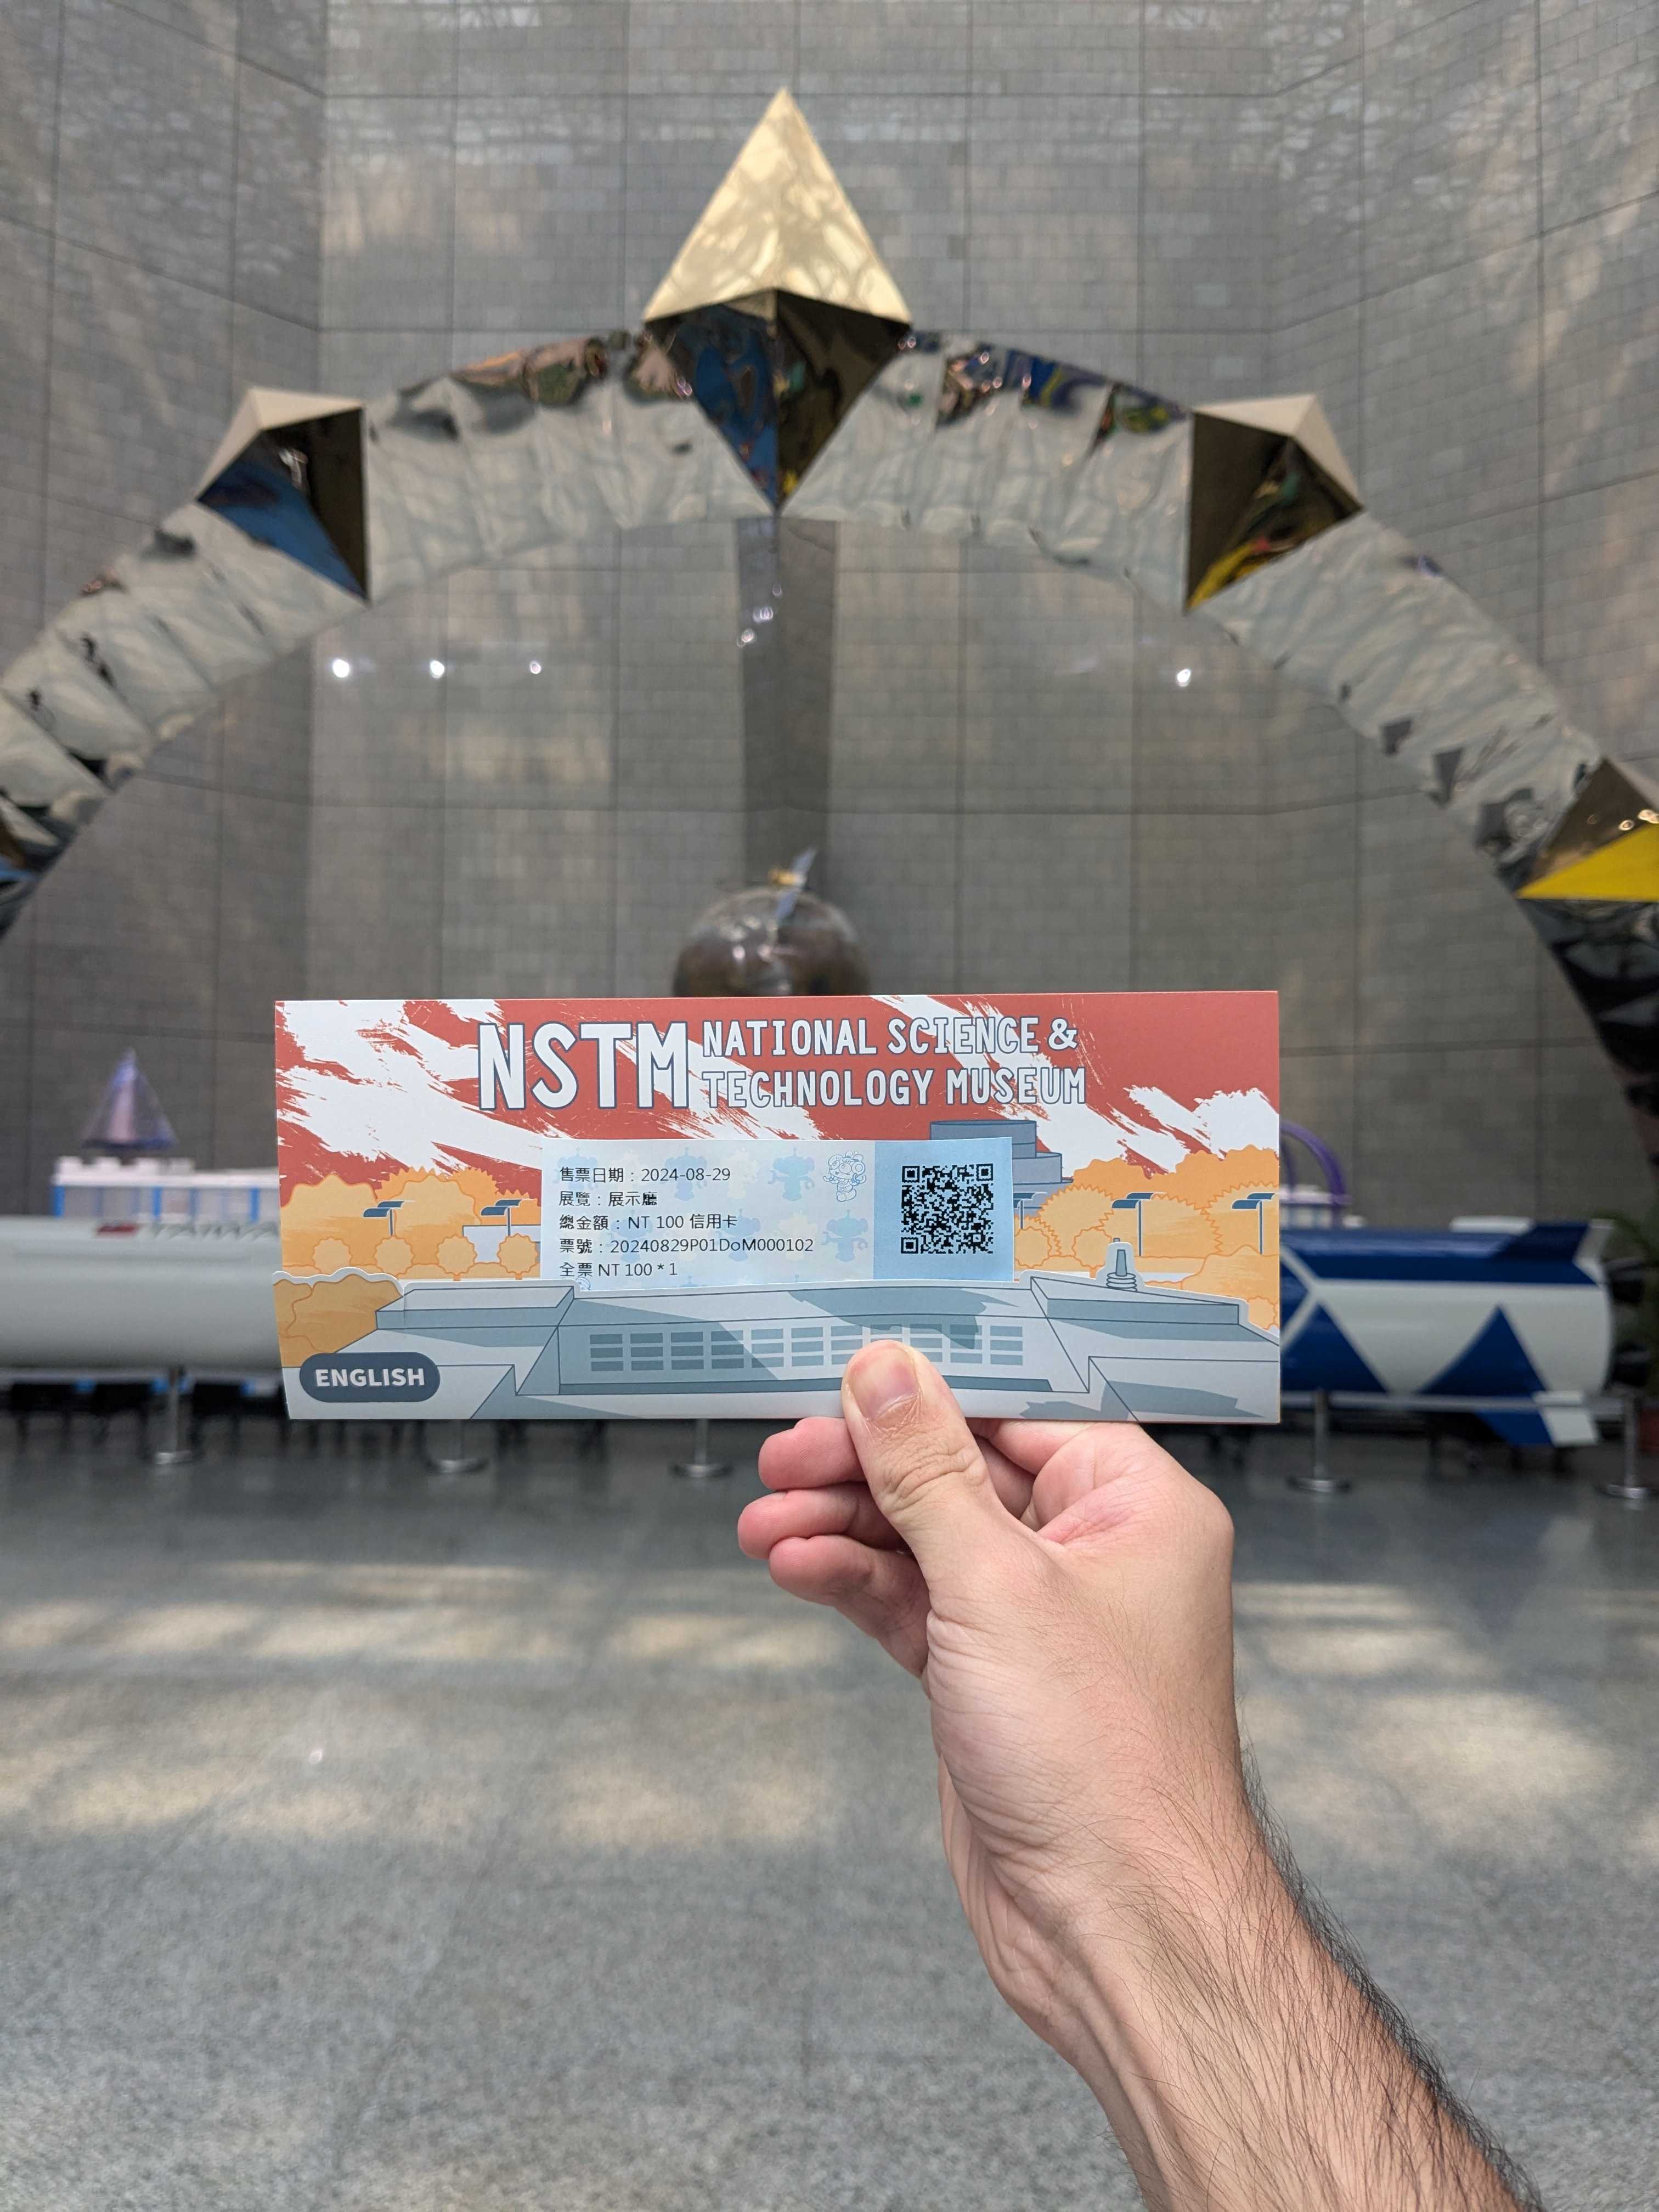 NSTM NATIONAL SCIENCE &
TECHNOLOGY MUSEUM
售票日期：2024-08-29
展覽：展示廳
總金額：NT 100 信用卡
票號：20240829P01DoM000102
全票 NT 100 * 1
ENGLISH